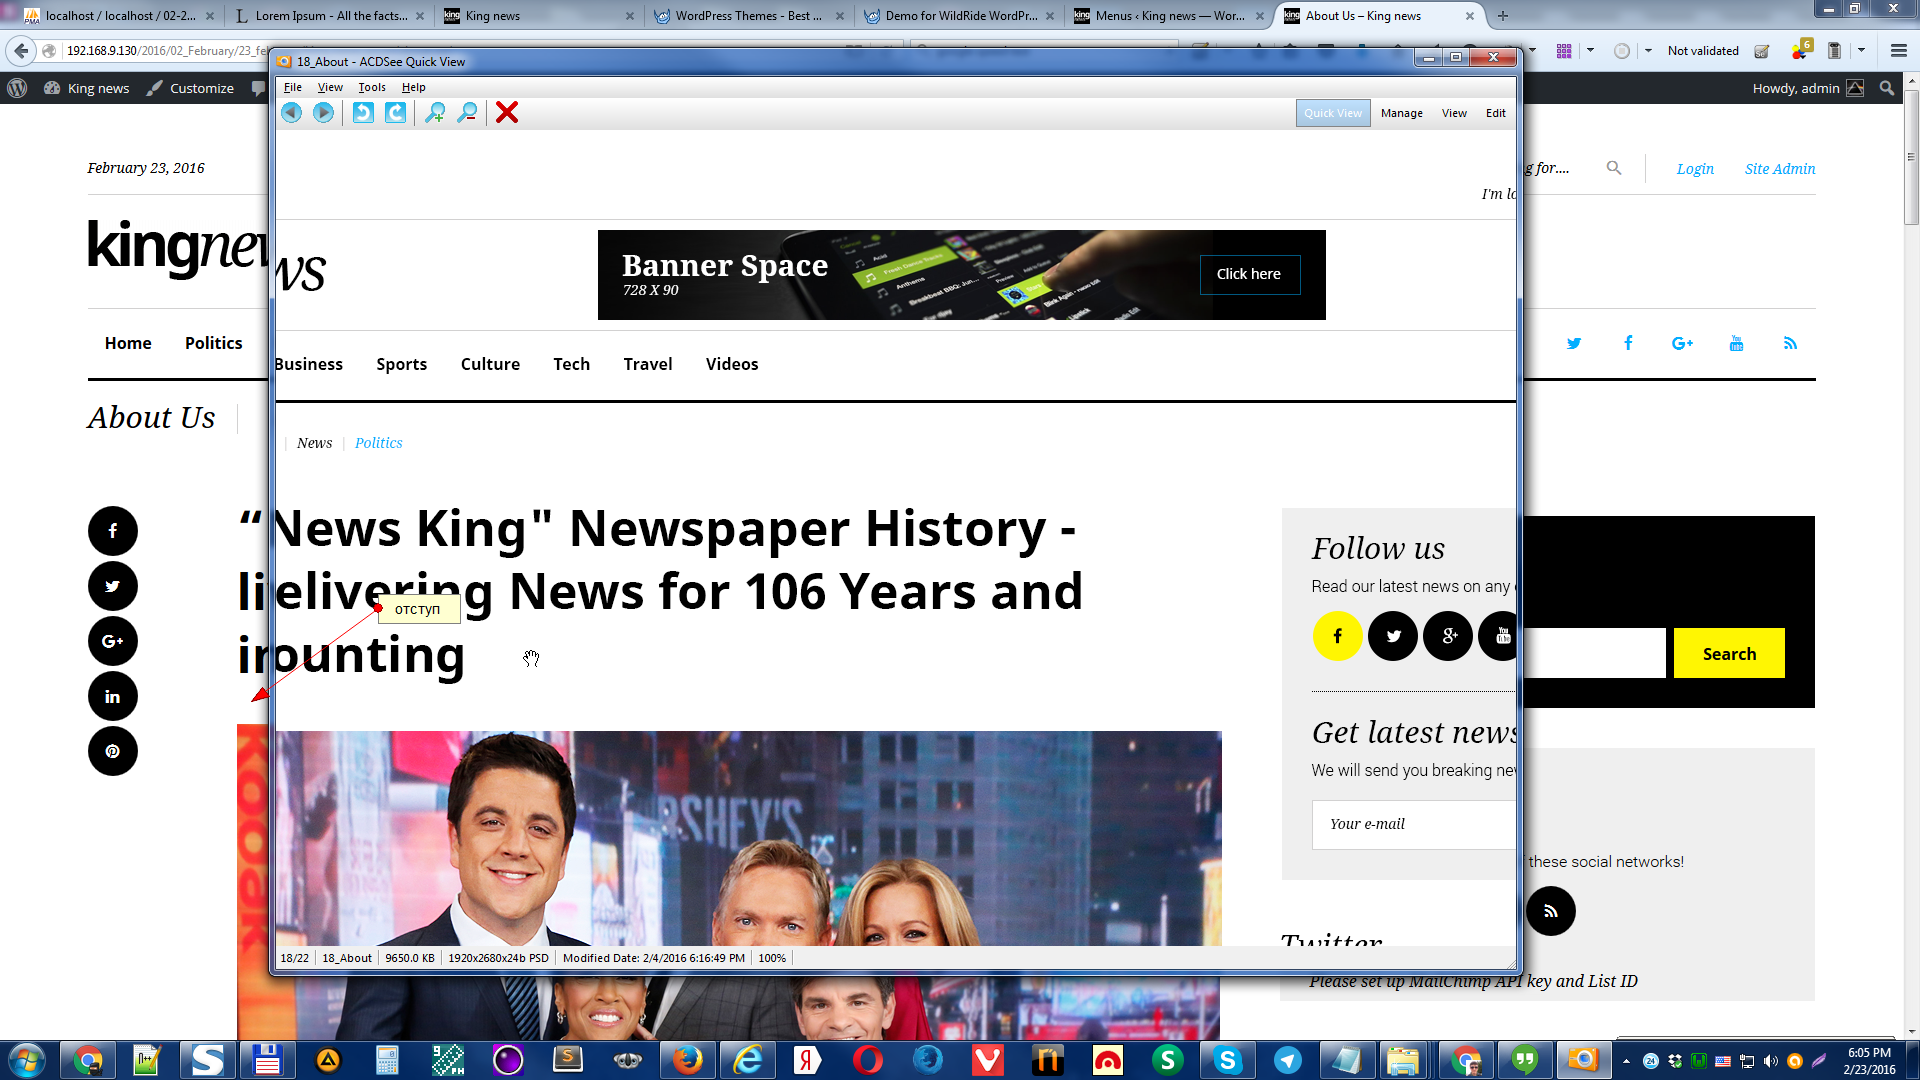 localhost / localhost / 02-2...
Lorem Ipsum - All the facts...
King news
WordPress Themes - Best ...
Demo for WildRide WordPr...
Menus ‹ King news — Wor...
About Us – King news
192.168.9.130/2016/02_February/23_fe
Not validated
6
King news
Customize
Howdy, admin
18_About - ACDSee Quick View
File View Tools Help
Quick View Manage View Edit
February 23, 2016
g for....
Login
Site Admin
I'm lo
kingnews
ws
Banner Space
728 X 90
Click here
Home
Politics
Business
Sports
Culture
Tech
Travel
Videos
About Us
News
Politics
“News King" Newspaper History -
elivering News for 106 Years and
ounting
отступ
Follow us
Read our latest news on any
Get latest news
We will send you breaking nev
Your e-mail
Search
these social networks!
Twitter
Please set up MailChimp API key and List ID
HERSHEY'S
18/22
18_About
9650.0 KB
1920x2680x24b PSD
Modified Date: 2/4/2016 6:16:49 PM
100%
6:05 PM
2/23/2016